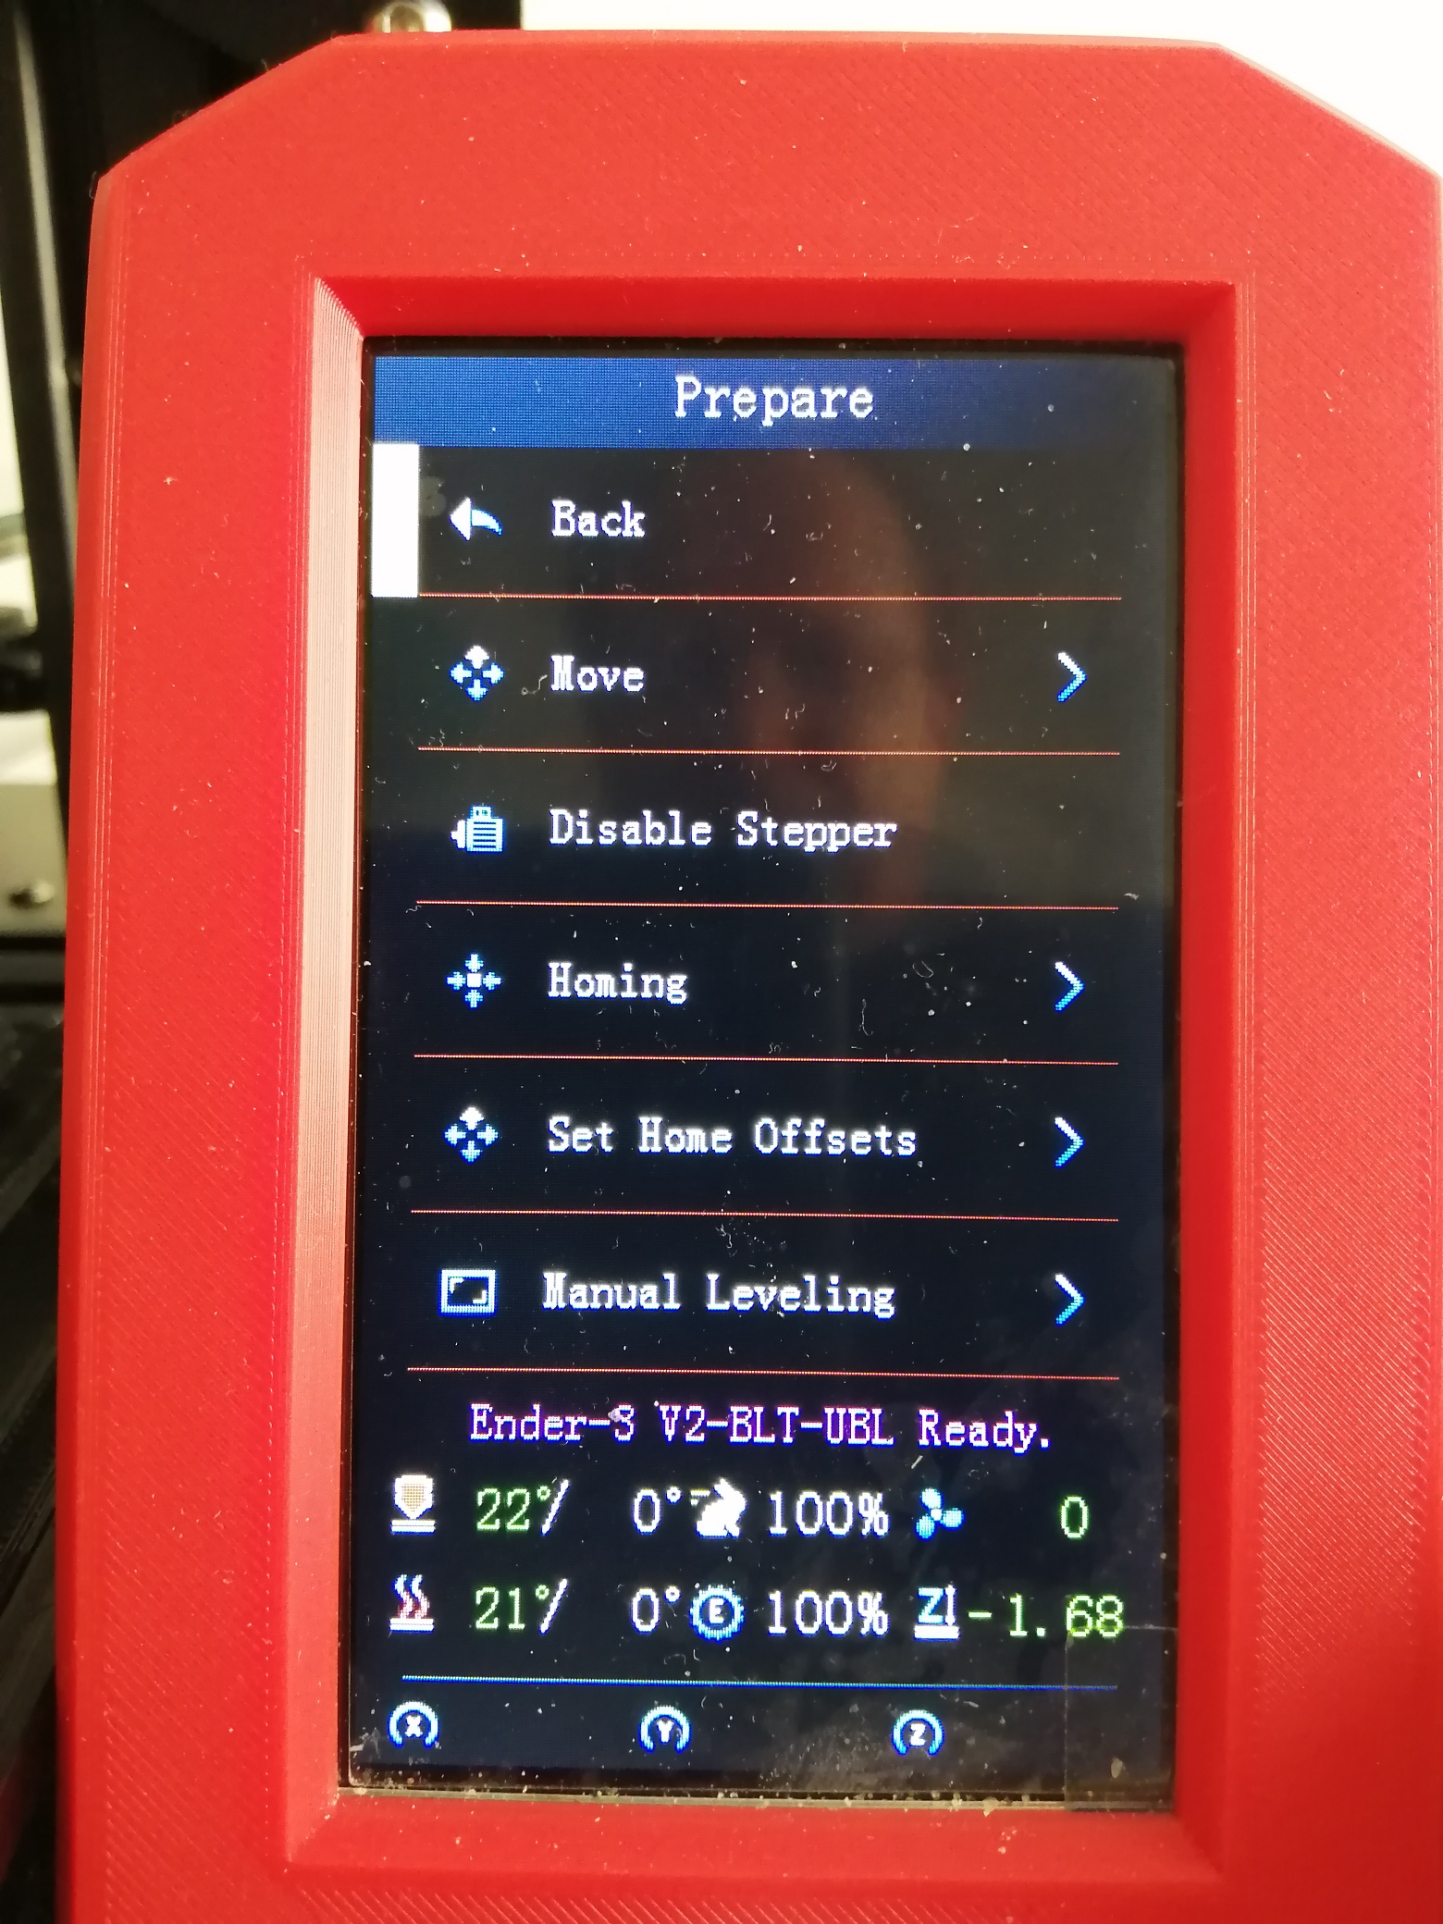 Prepare
Back
Move
Disable Stepper
Homing
Set Home Offsets
Manual Leveling
Ender-3 V2-BLT-UBL Ready.
22°/ 0° 100% 0
21°/ 0° E 100% Z -1.68
X Y Z